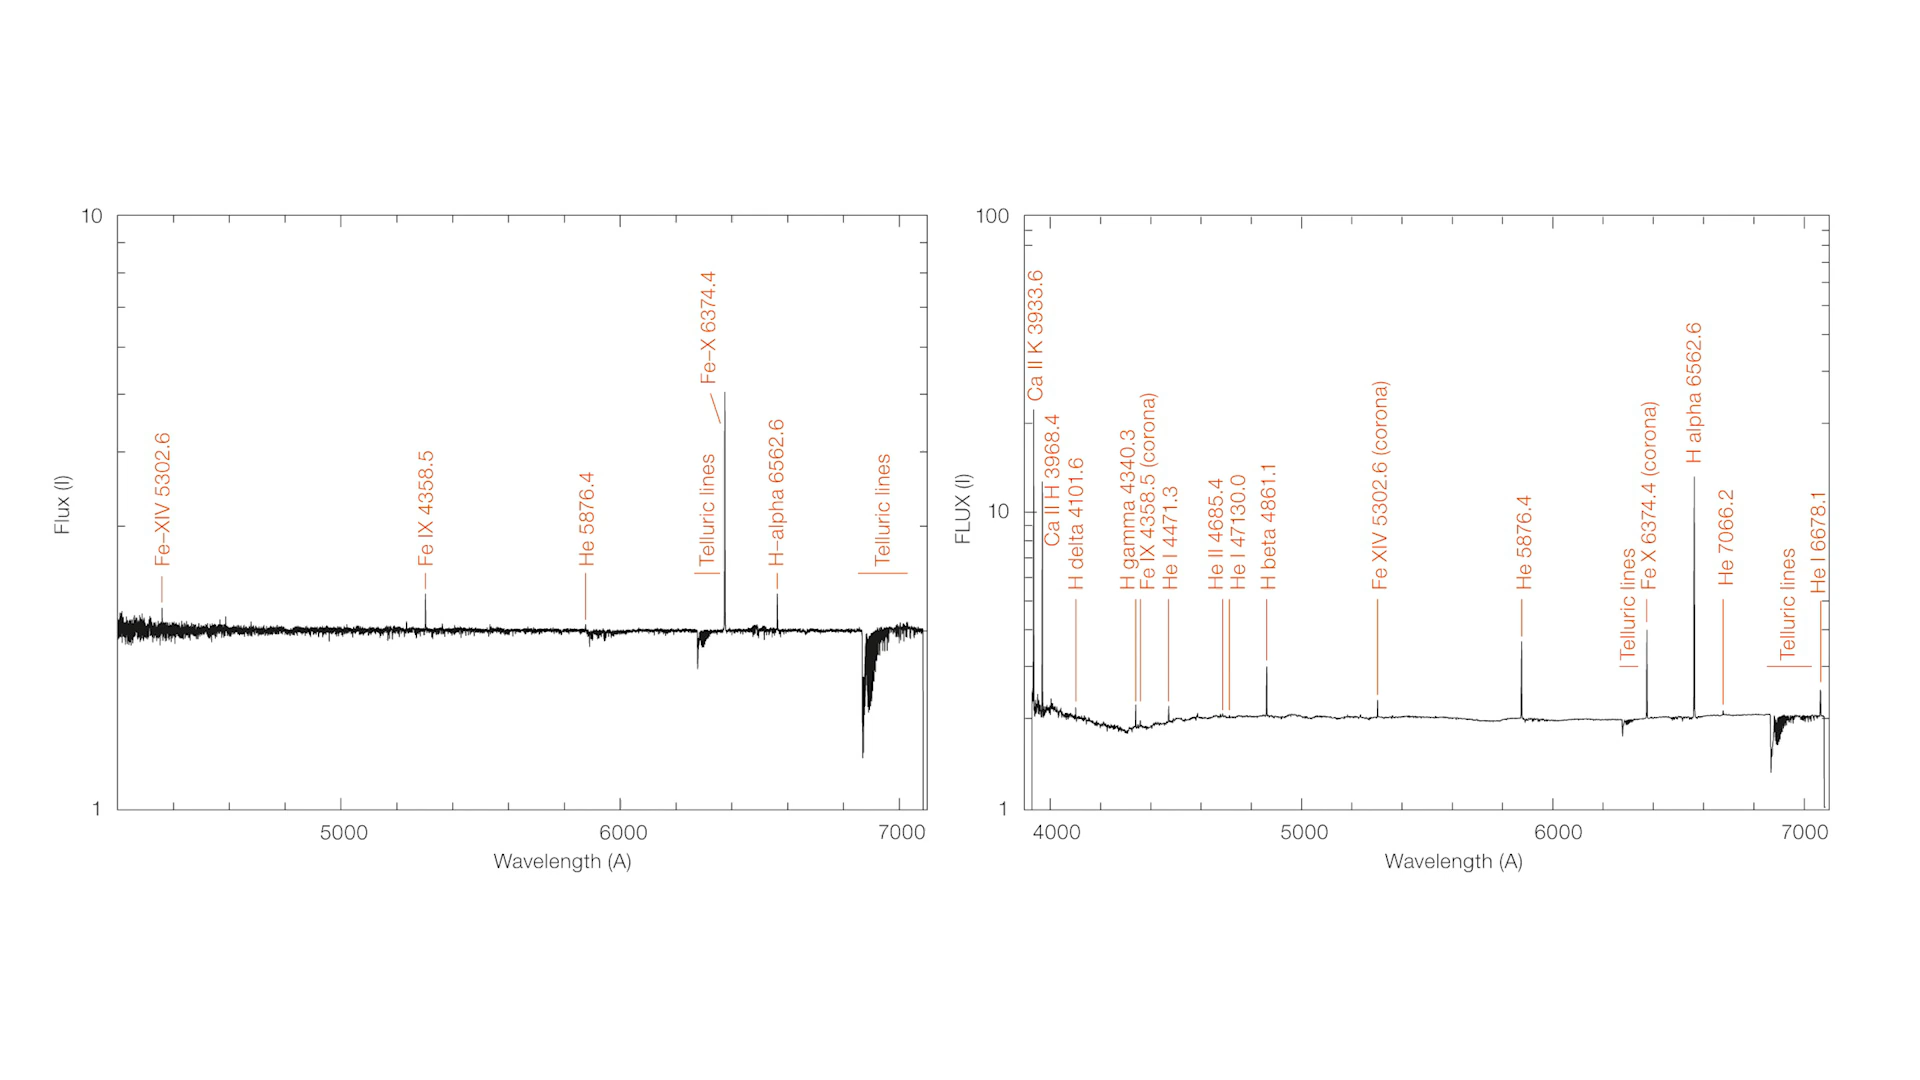 10
1
Flux (I)
Fe–XIV 5302.6
Fe IX 4358.5
He 5876.4
Telluric lines
Fe–X 6374.4
H–alpha 6562.6
Telluric lines
5000
6000
7000
Wavelength (A)
100
10
1
FLUX (I)
Ca II K 3933.6
Ca II H 3968.4
H delta 4101.6
H gamma 4340.3
Fe IX 4358.5 (corona)
He I 4471.3
He II 4685.4
He I 47130.0
H beta 4861.1
Fe XIV 5302.6 (corona)
He 5876.4
Telluric lines
Fe X 6374.4 (corona)
H alpha 6562.6
He 7066.2
Telluric lines
He I 6678.1
4000
5000
6000
7000
Wavelength (A)